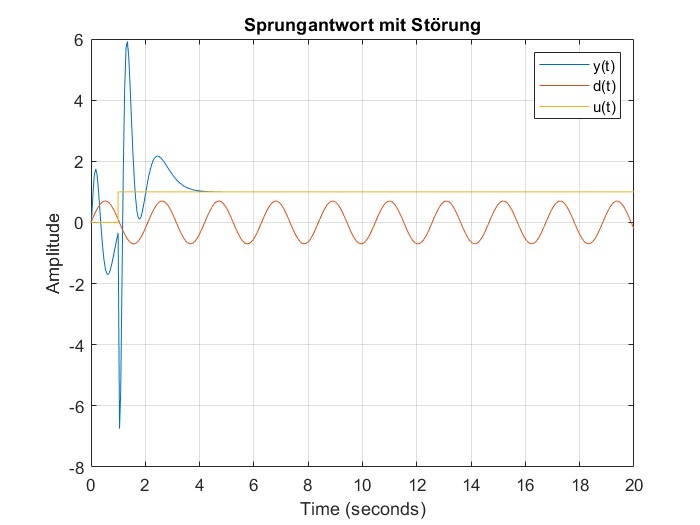 Sprungantwort mit Störung
y(t)
d(t)
u(t)
Amplitude
6
4
2
0
-2
-4
-6
-8
0 2 4 6 8 10 12 14 16 18 20
Time (seconds)